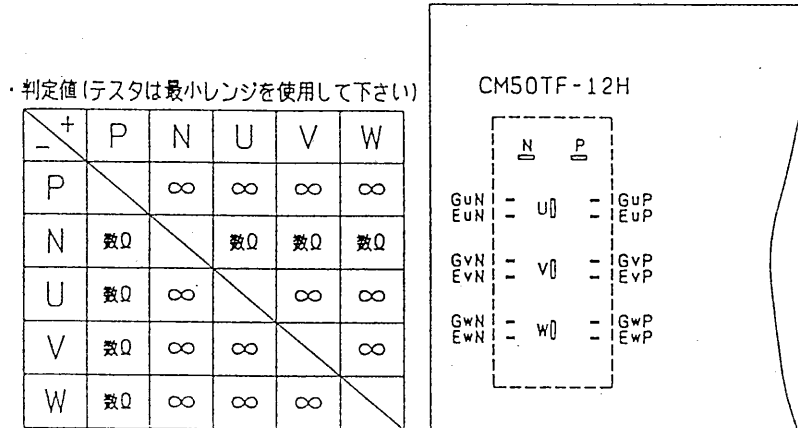 ・判定値(テスタは最小レンジを使用して下さい)
- + P N U V W
P ∞ ∞ ∞ ∞
N 数Ω 数Ω 数Ω 数Ω
U 数Ω ∞ ∞ ∞
V 数Ω ∞ ∞ ∞
W 数Ω ∞ ∞ ∞
CM50TF-12H
N P
GuN U GuP
EuN EuP
GvN V GvP
EvN EvP
GwN W GwP
EwN EwP